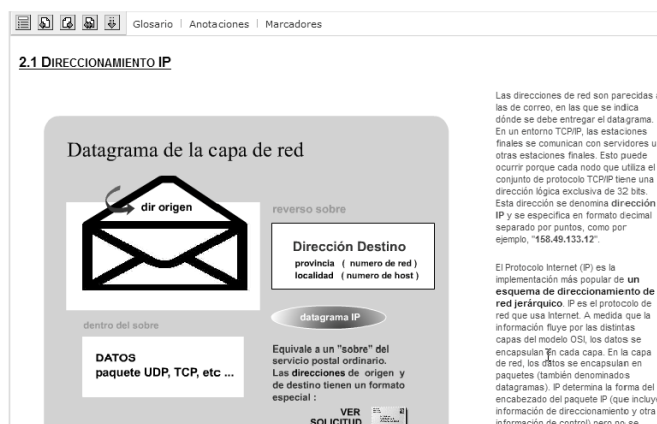 Glosario | Anotaciones | Marcadores
2.1 DIRECCIONAMIENTO IP
Datagrama de la capa de red
dir origen
reverso sobre
Dirección Destino
provincia ( numero de red )
localidad ( numero de host )
datagrama IP
dentro del sobre
DATOS
paquete UDP, TCP, etc ...
Equivale a un "sobre" del
servicio postal ordinario.
Las direcciones de origen y
de destino tienen un formato
especial :
VER
SOLICITUD
Las direcciones de red son parecidas a
las de correo, en las que se indica
dónde se debe entregar el datagrama.
En un entorno TCP/IP, las estaciones
finales se comunican con servidores u
otras estaciones finales. Esto puede
ocurrir porque cada nodo que utiliza el
conjunto de protocolo TCP/IP tiene una
dirección lógica exclusiva de 32 bits.
Esta dirección se denomina dirección
IP y se especifica en formato decimal
separado por puntos, como por
ejemplo, "158.49.133.12".
El Protocolo Internet (IP) es la
implementación más popular de un
esquema de direccionamiento de
red jerárquico. IP es el protocolo de
red que usa Internet. A medida que la
información fluye por las distintas
capas del modelo OSI, los datos se
encapsulan en cada capa. En la capa
de red, los datos se encapsulan en
paquetes (también denominados
datagramas). IP determina la forma del
encabezado del paquete IP (que incluye
información de direccionamiento y otra
información de control) pero no se